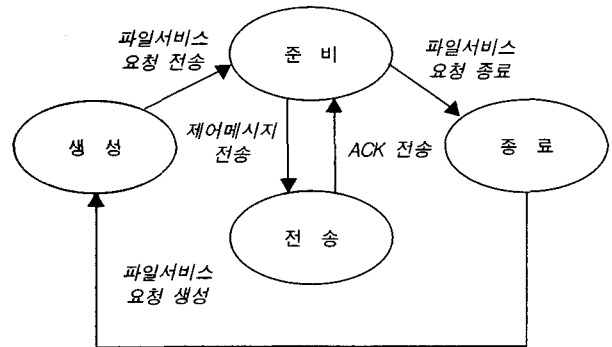 파일서비스
요청 전송
준 비
파일서비스
요청 종료
생 성
제어메시지
전송
ACK 전송
종 료
전 송
파일서비스
요청 생성